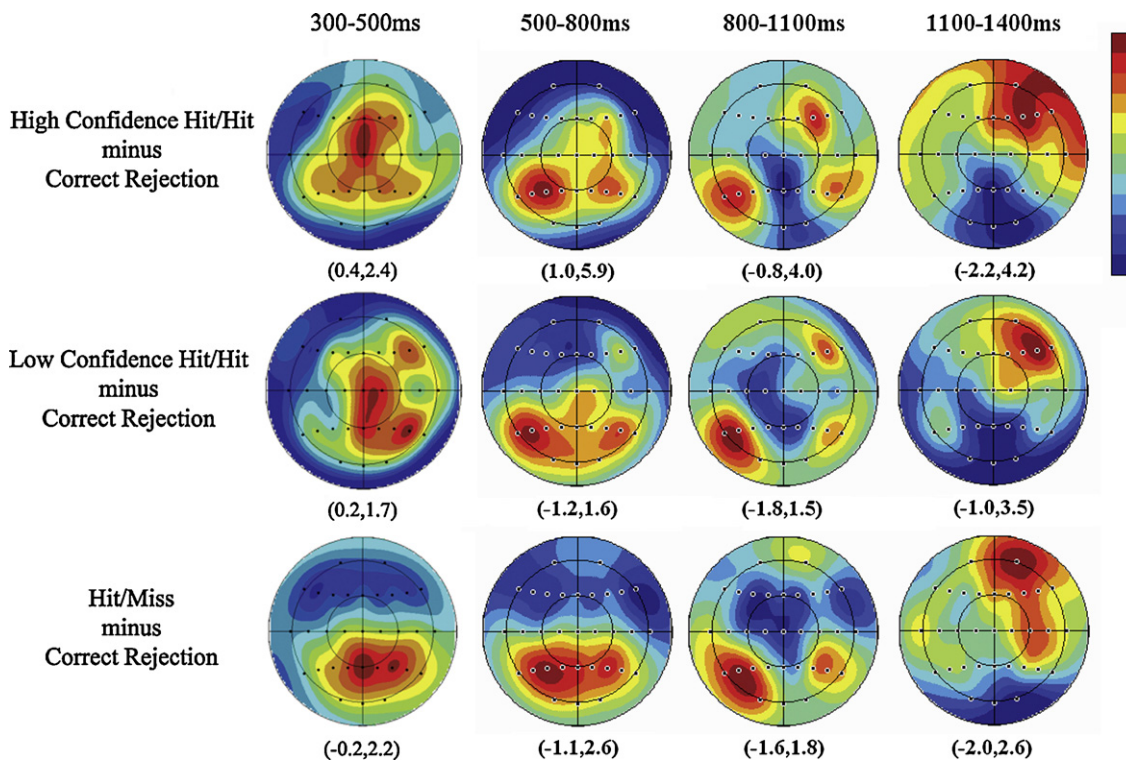 300-500ms 500-800ms 800-1100ms 1100-1400ms
High Confidence Hit/Hit
minus
Correct Rejection
(0.4,2.4) (1.0,5.9) (-0.8,4.0) (-2.2,4.2)
Low Confidence Hit/Hit
minus
Correct Rejection
(0.2,1.7) (-1.2,1.6) (-1.8,1.5) (-1.0,3.5)
Hit/Miss
minus
Correct Rejection
(-0.2,2.2) (-1.1,2.6) (-1.6,1.8) (-2.0,2.6)